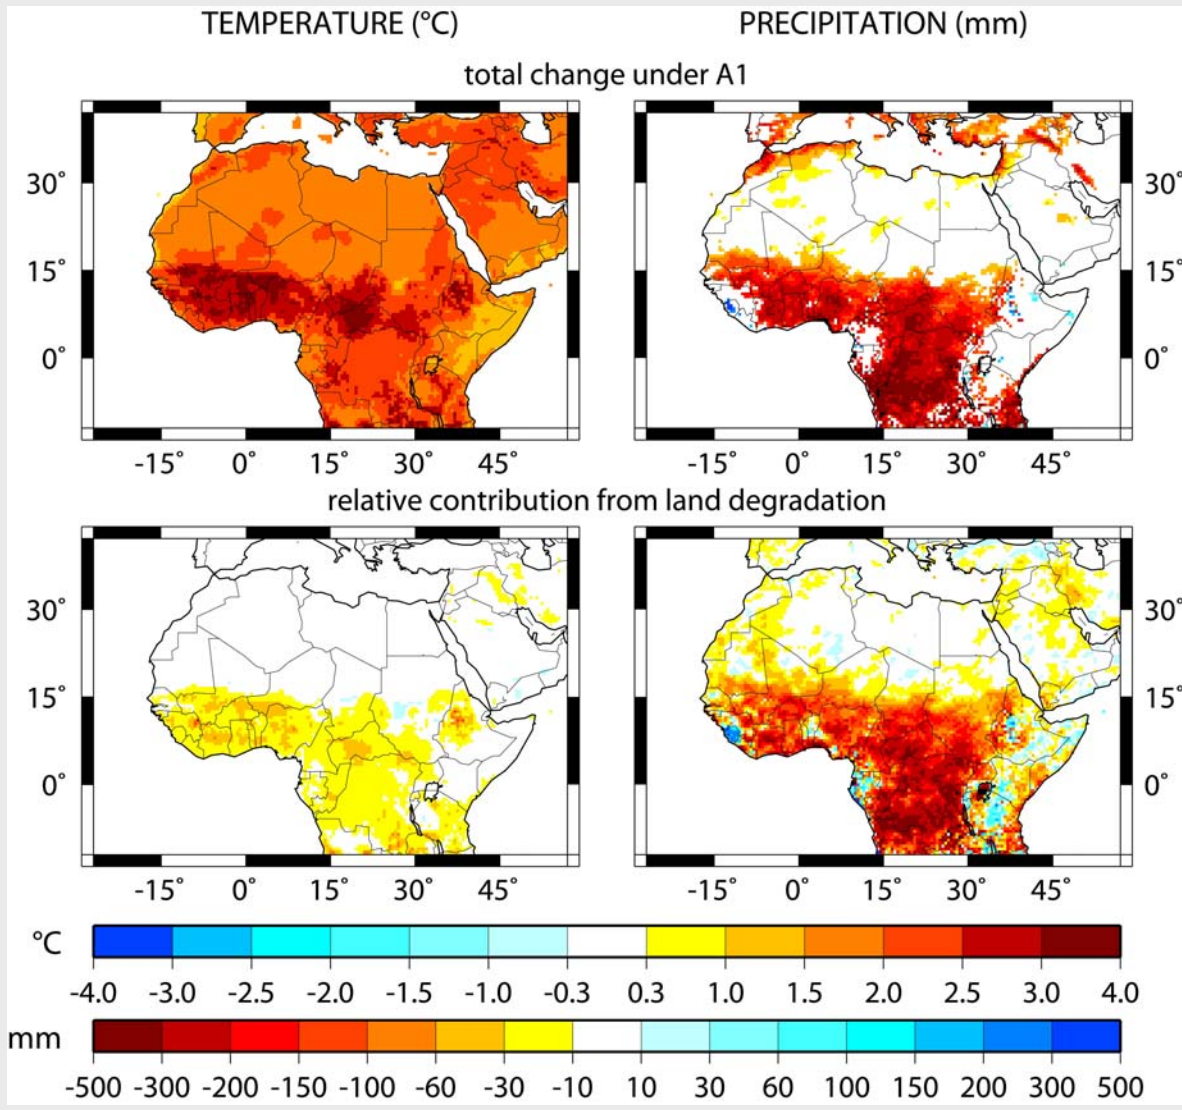 TEMPERATURE (°C) PRECIPITATION (mm)
total change under A1
30° 30°
15° 15°
0° 0°
-15° 0° 15° 30° 45° -15° 0° 15° 30° 45°
relative contribution from land degradation
30° 30°
15° 15°
0° 0°
-15° 0° 15° 30° 45° -15° 0° 15° 30° 45°
°C
-4.0 -3.0 -2.5 -2.0 -1.5 -1.0 -0.3 0.3 1.0 1.5 2.0 2.5 3.0 4.0
mm
-500 -300 -200 -150 -100 -60 -30 -10 10 30 60 100 150 200 300 500